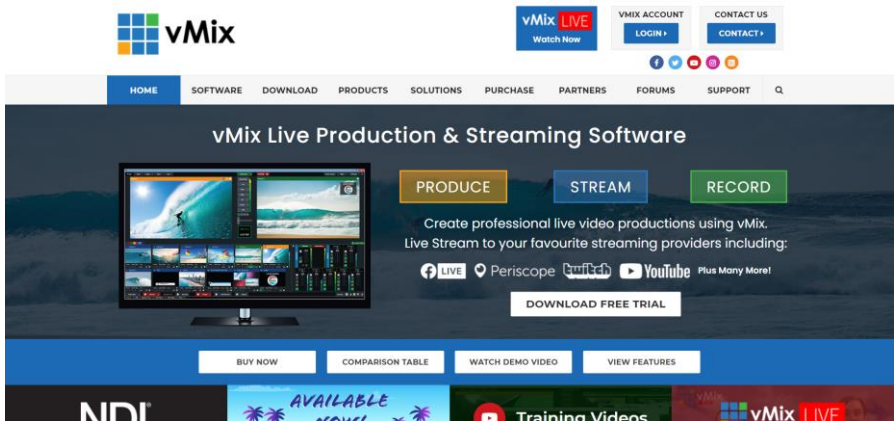 vMix
vMix LIVE
Watch Now
VMIX ACCOUNT
LOGIN
CONTACT US
CONTACT
HOME SOFTWARE DOWNLOAD PRODUCTS SOLUTIONS PURCHASE PARTNERS FORUMS SUPPORT
vMix Live Production & Streaming Software
PRODUCE STREAM RECORD
Create professional live video productions using vMix.
Live Stream to your favourite streaming providers including:
LIVE Periscope twitch YouTube Plus Many More!
DOWNLOAD FREE TRIAL
BUY NOW COMPARISON TABLE WATCH DEMO VIDEO VIEW FEATURES
NDI
AVAILABLE
Training Videos
vMix
vMix LIVE